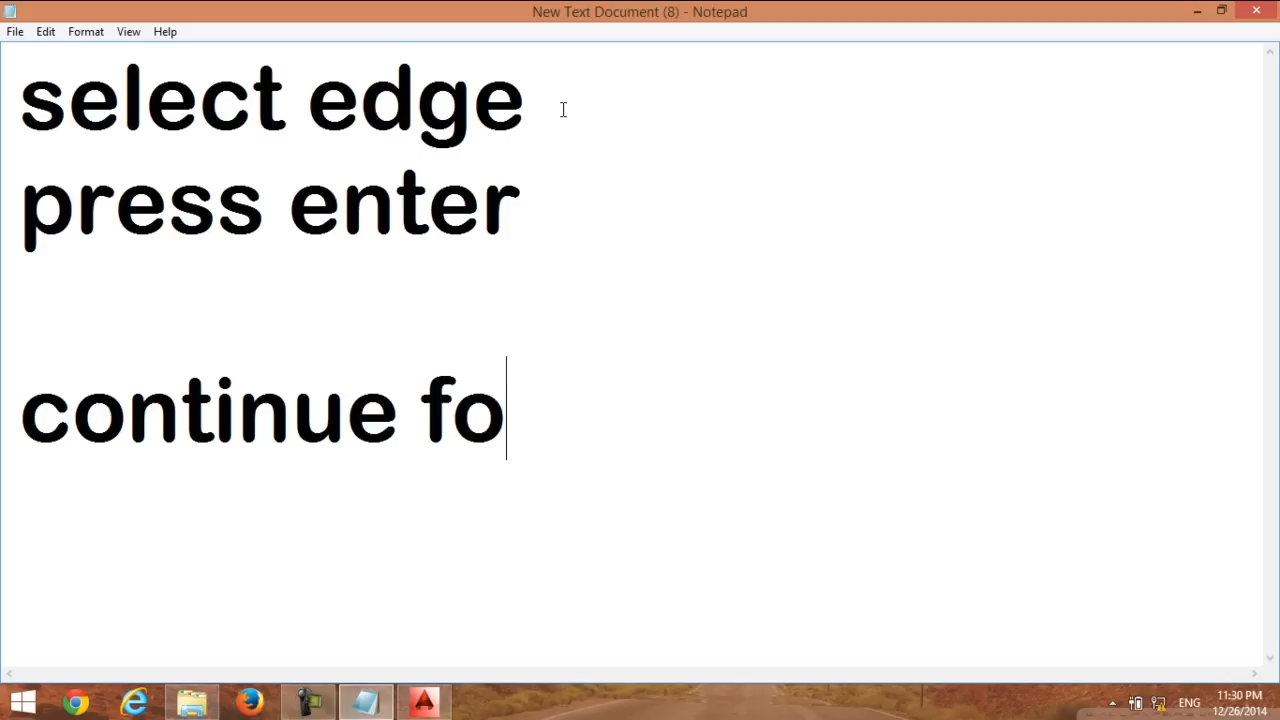 New Text Document (8) - Notepad
File Edit Format View Help
select edge
press enter
continue fo
ENG
11:30 PM
12/26/2014